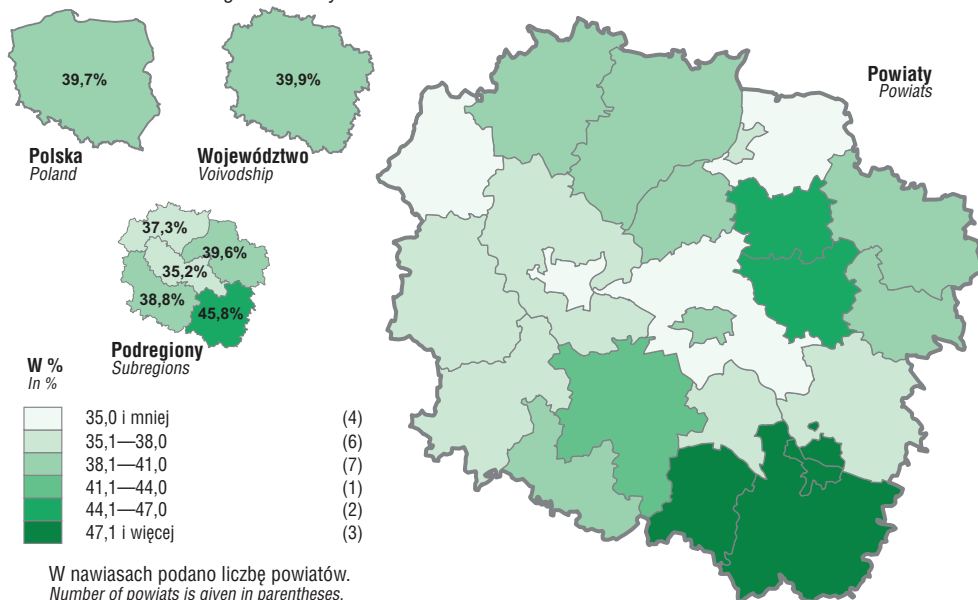 39,7%
39,9%
Polska
Poland
Województwo
Voivodship
Powiaty
Powiats
37,3%
39,6%
35,2%
38,8%
45,8%
Podregiony
Subregions
W %
In %
35,0 i mniej (4)
35,1—38,0 (6)
38,1—41,0 (7)
41,1—44,0 (1)
44,1—47,0 (2)
47,1 i więcej (3)
W nawiasach podano liczbę powiatów.
Number of powiats is given in parentheses.